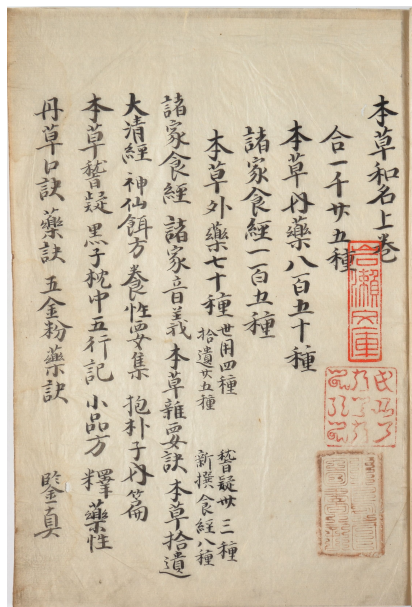 本草和名上巻
合一千廿五種
本草丹藥八百五十種
諸家食經一百五種
本草外藥七十種 世用四種 拾遺廿五種 稽疑卅三種 新撰食經八種
諸家食經 諸家音義 本草雜要訣 本草拾遺
大清經 神仙餌方 養性要集 抱朴子丹篇
本草稽疑 黒子枕中五行記 小品方 釋藥性
丹草口訣 藥訣 五金粉藥訣 鑒真